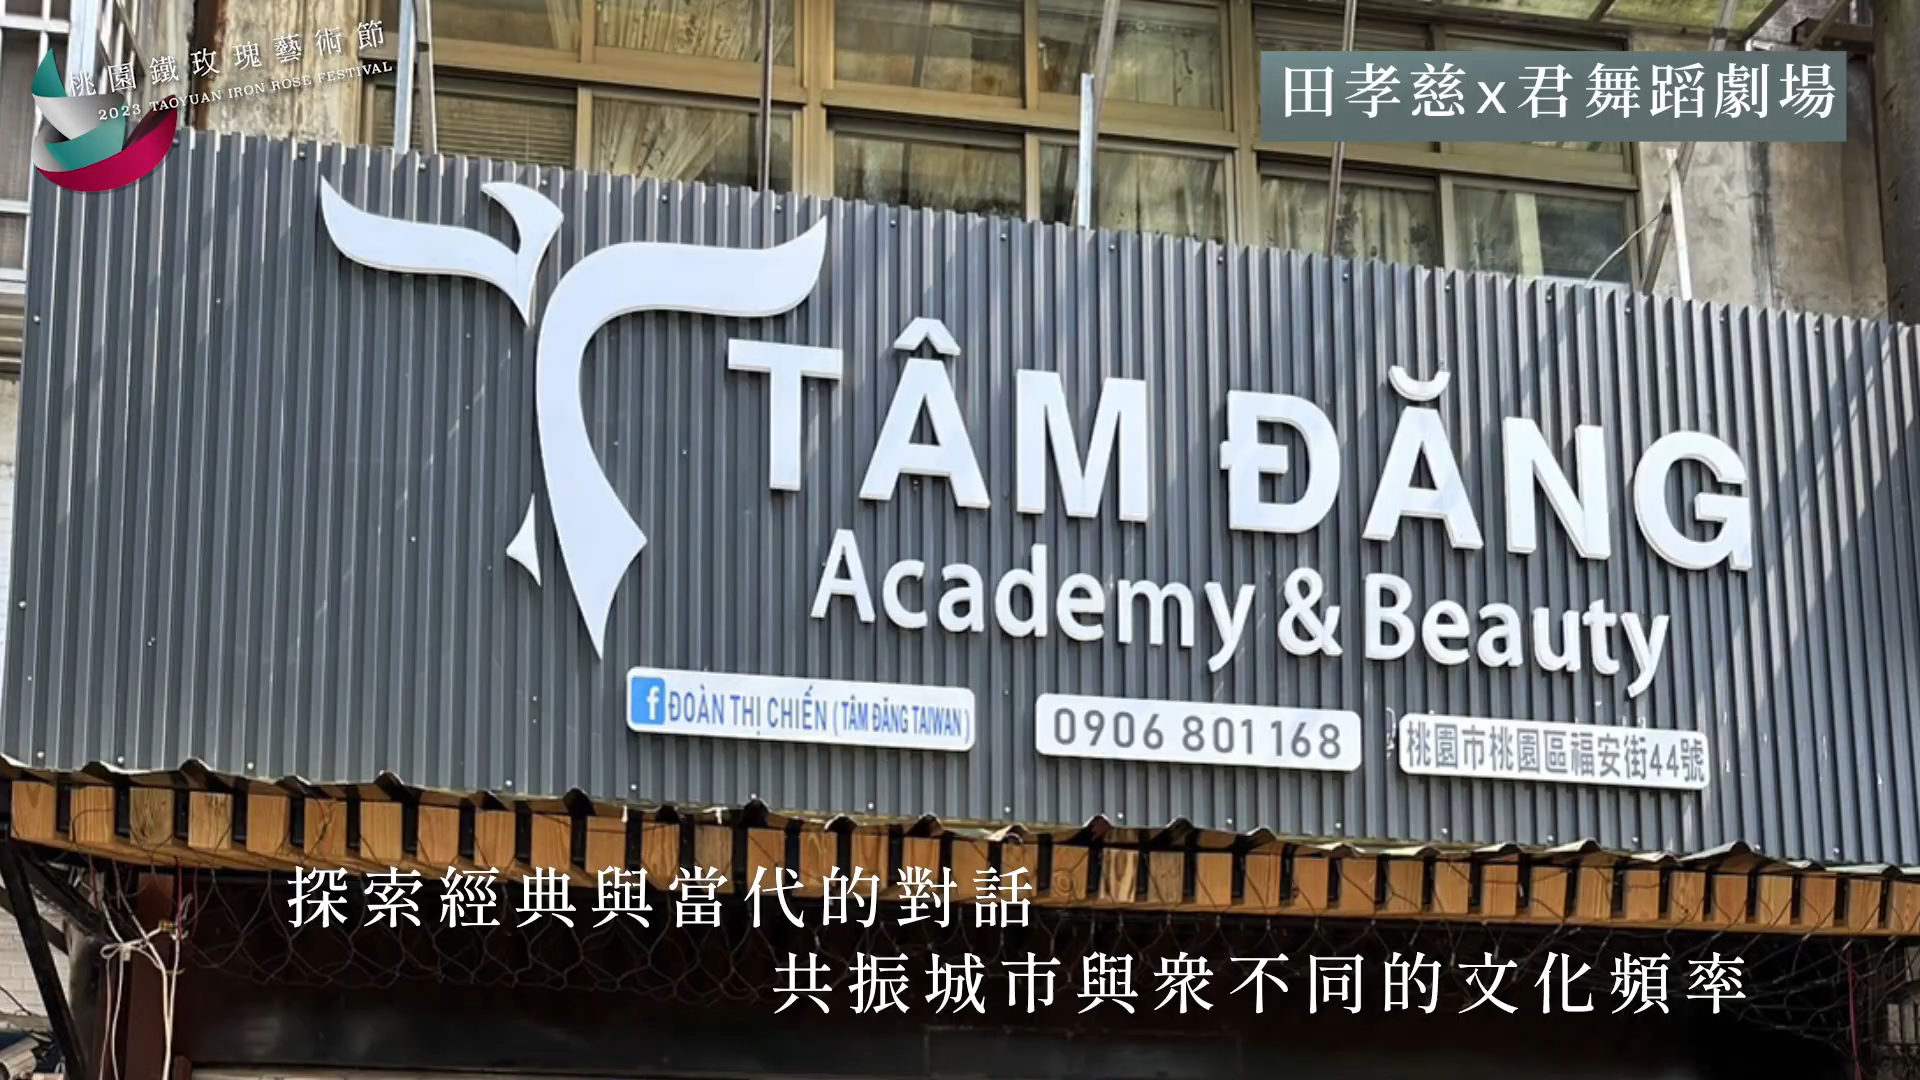 桃園鐵玫瑰藝術節
2023 TAOYUAN IRON ROSE FESTIVAL
田孝慈x君舞蹈劇場
TÂM ĐĂNG
Academy & Beauty
f ĐOÀN THỊ CHIẾN ( TÂM ĐĂNG TAIWAN )
0906 801 168
桃園市桃園區福安街44號
探索經典與當代的對話
共振城市與眾不同的文化頻率